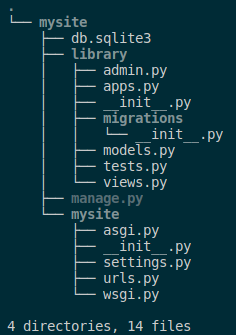 .
└── mysite
    ├── db.sqlite3
    ├── library
    │   ├── admin.py
    │   ├── apps.py
    │   ├── __init__.py
    │   ├── migrations
    │   │   └── __init__.py
    │   ├── models.py
    │   ├── tests.py
    │   └── views.py
    ├── manage.py
    └── mysite
        ├── asgi.py
        ├── __init__.py
        ├── settings.py
        ├── urls.py
        └── wsgi.py

4 directories, 14 files